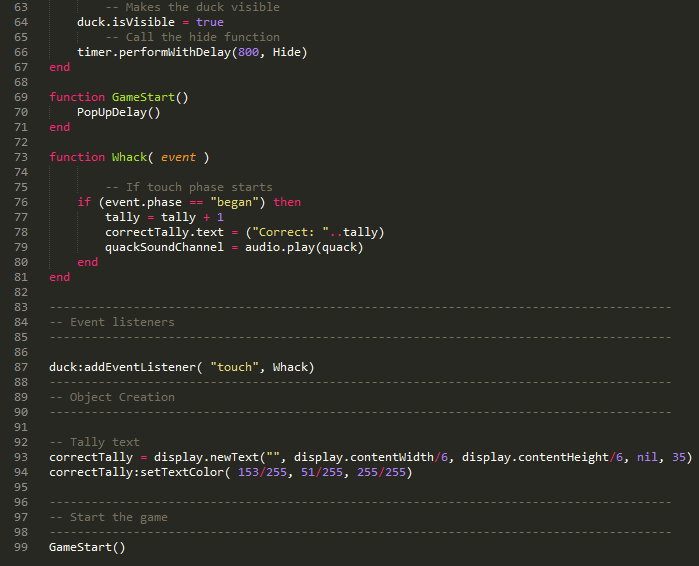 63 -- Makes the duck visible
64 duck.isVisible = true
65 -- Call the hide function
66 timer.performWithDelay(800, Hide)
67 end
68
69 function GameStart()
70 PopUpDelay()
71 end
72
73 function Whack( event )
74
75 -- If touch phase starts
76 if (event.phase == "began") then
77 tally = tally + 1
78 correctTally.text = ("Correct: "..tally)
79 quackSoundChannel = audio.play(quack)
80 end
81 end
82
83 -----------------------------------------------------------------------------------------
84 -- Event listeners
85 -----------------------------------------------------------------------------------------
86
87 duck:addEventListener( "touch", Whack)
88 -----------------------------------------------------------------------------------------
89 -- Object Creation
90 -----------------------------------------------------------------------------------------
91
92 -- Tally text
93 correctTally = display.newText("", display.contentWidth/6, display.contentHeight/6, nil, 35)
94 correctTally:setTextColor( 153/255, 51/255, 255/255)
95
96 -----------------------------------------------------------------------------------------
97 -- Start the game
98 -----------------------------------------------------------------------------------------
99 GameStart()